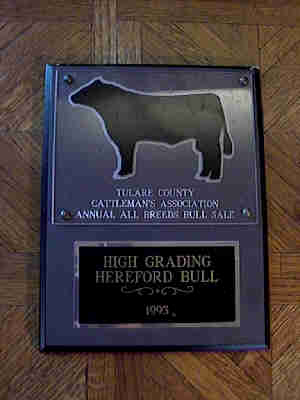 TULARE COUNTY
CATTLEMAN'S ASSOCIATION
ANNUAL ALL BREEDS BULL SALE
HIGH GRADING
HEREFORD BULL
1993